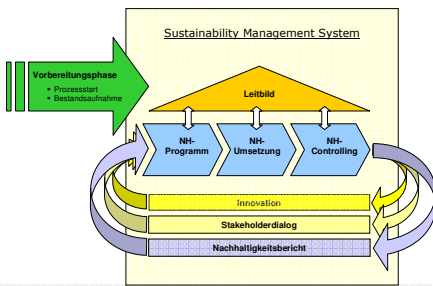 Sustainability Management System
Vorbereitungsphase
▪ Prozessstart
▪ Bestandsaufnahme
Leitbild
NH-
Programm
NH-
Umsetzung
NH-
Controlling
Innovation
Stakeholderdialog
Nachhaltigkeitsbericht